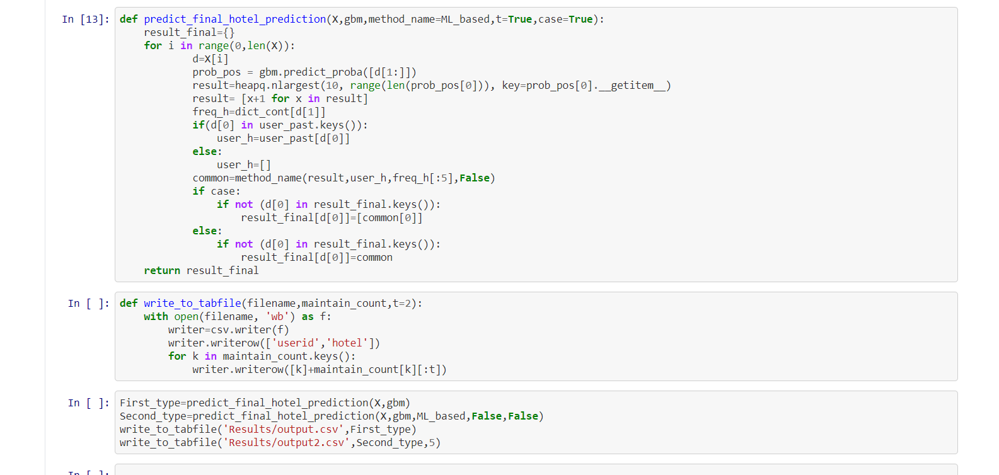 In [13]: def predict_final_hotel_prediction(X,gbm,method_name=ML_based,t=True,case=True):
    result_final={}
    for i in range(0,len(X)):
            d=X[i]
            prob_pos = gbm.predict_proba([d[1:]])
            result=heapq.nlargest(10, range(len(prob_pos[0])), key=prob_pos[0].__getitem__)
            result= [x+1 for x in result]
            freq_h=dict_cont[d[1]]
            if(d[0] in user_past.keys()):
                user_h=user_past[d[0]]
            else:
                user_h=[]
            common=method_name(result,user_h,freq_h[:5],False)
            if case:
                if not (d[0] in result_final.keys()):
                    result_final[d[0]]=[common[0]]
            else:
                if not (d[0] in result_final.keys()):
                    result_final[d[0]]=common
    return result_final
In [ ]: def write_to_tabfile(filename,maintain_count,t=2):
    with open(filename, 'wb') as f:
        writer=csv.writer(f)
        writer.writerow(['userid','hotel'])
        for k in maintain_count.keys():
            writer.writerow([k]+maintain_count[k][:t])
In [ ]: First_type=predict_final_hotel_prediction(X,gbm)
Second_type=predict_final_hotel_prediction(X,gbm,ML_based,False,False)
write_to_tabfile('Results/output.csv',First_type)
write_to_tabfile('Results/output2.csv',Second_type,5)
In [ ]: